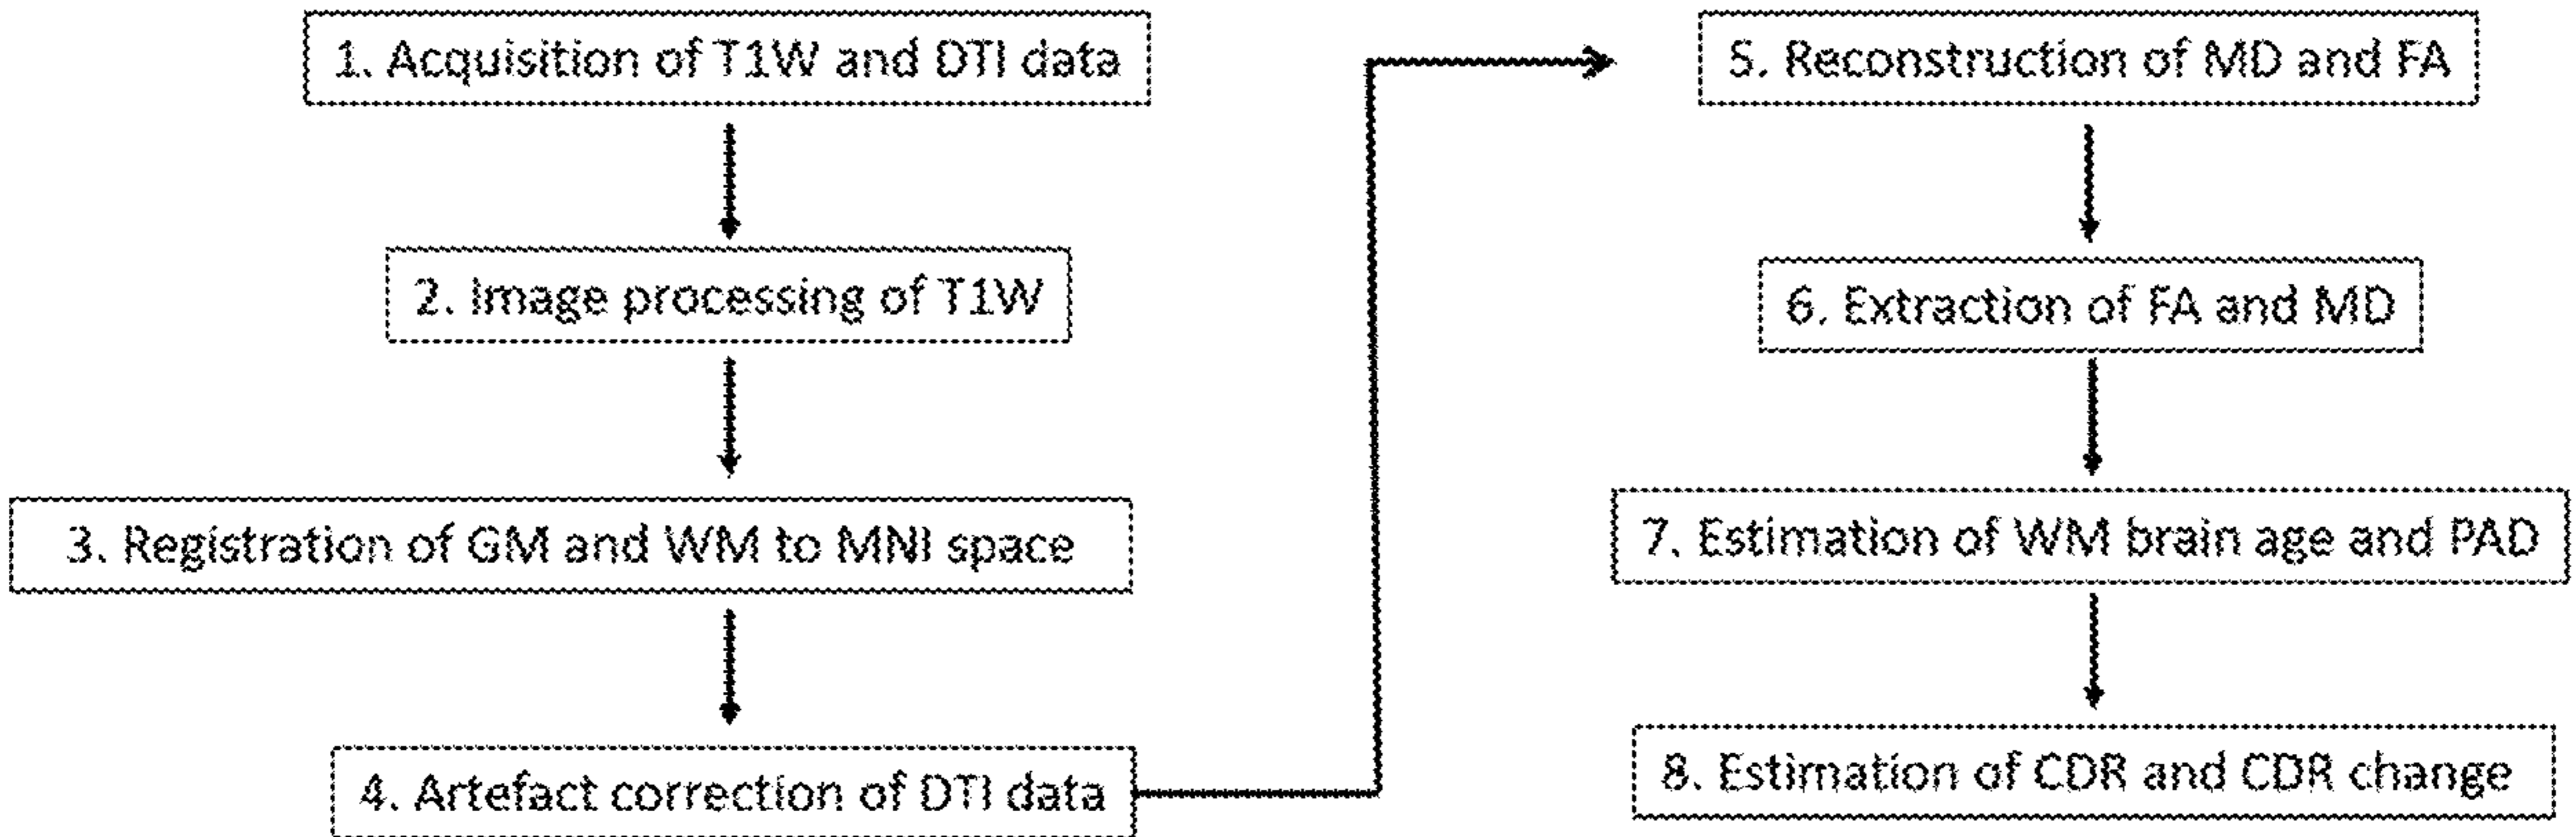 1. Acquisition of T1W and DTI data
2. Image processing of T1W
3. Registration of GM and WM to MNI space
4. Artefact correction of DTI data
5. Reconstruction of MD and FA
6. Extraction of FA and MD
7. Estimation of WM brain age and PAD
8. Estimation of CDR and CDR change